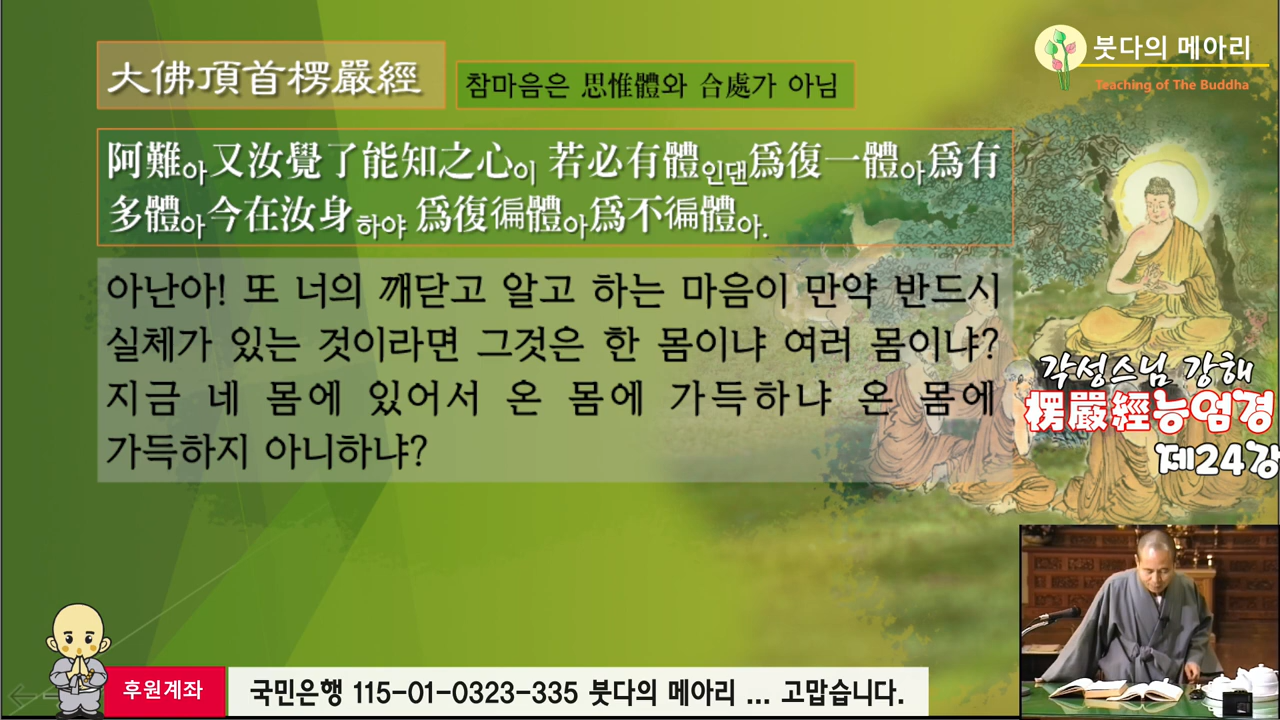 大佛頂首楞嚴經
참마음은 思惟體와 合處가 아님
붓다의 메아리
Teaching of The Buddha
阿難아又汝覺了能知之心이 若必有體인댄爲復一體아爲有
多體아今在汝身하야 爲復徧體아爲不徧體아.
아난아! 또 너의 깨닫고 알고 하는 마음이 만약 반드시
실체가 있는 것이라면 그것은 한 몸이냐 여러 몸이냐?
지금 네 몸에 있어서 온 몸에 가득하냐 온 몸에
가득하지 아니하냐?
각성스님 강해
楞嚴經능엄경
제24강
후원계좌
국민은행 115-01-0323-335 붓다의 메아리 ... 고맙습니다.